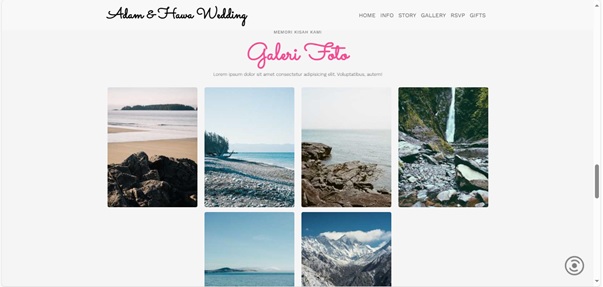 Adam & Hawa Wedding
HOME INFO STORY GALLERY RSVP GIFTS
MEMORI KISAH KAMI
Galeri Foto
Lorem ipsum dolor sit amet consectetur adipisicing elit. Voluptatibus, autem!